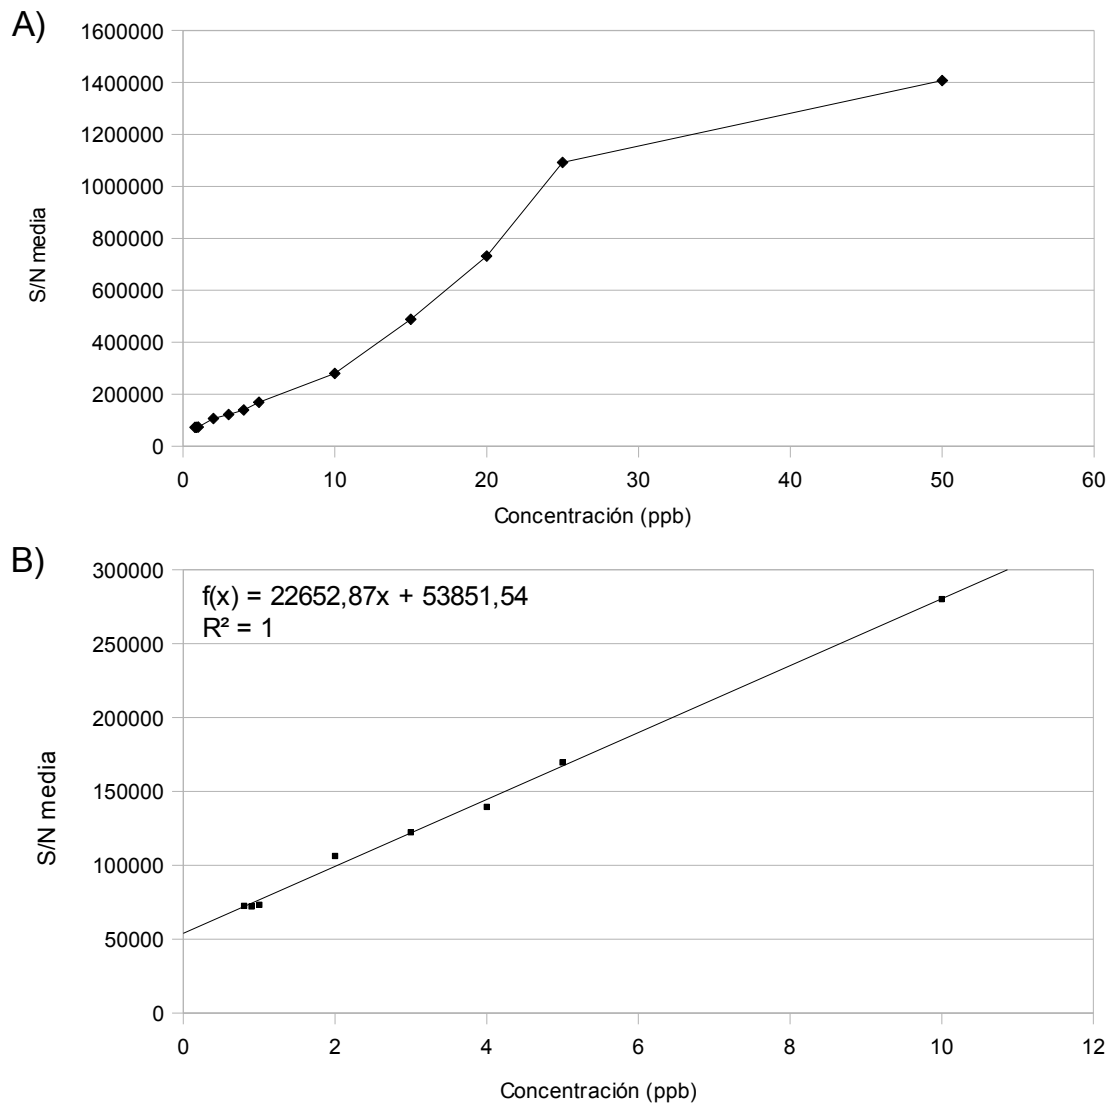 A)
1600000
1400000
1200000
1000000
800000
600000
400000
200000
0
S/N media
0 10 20 30 40 50 60
Concentración (ppb)
B)
f(x) = 22652,87x + 53851,54
R² = 1
300000
250000
200000
150000
100000
50000
0
S/N media
0 2 4 6 8 10 12
Concentración (ppb)